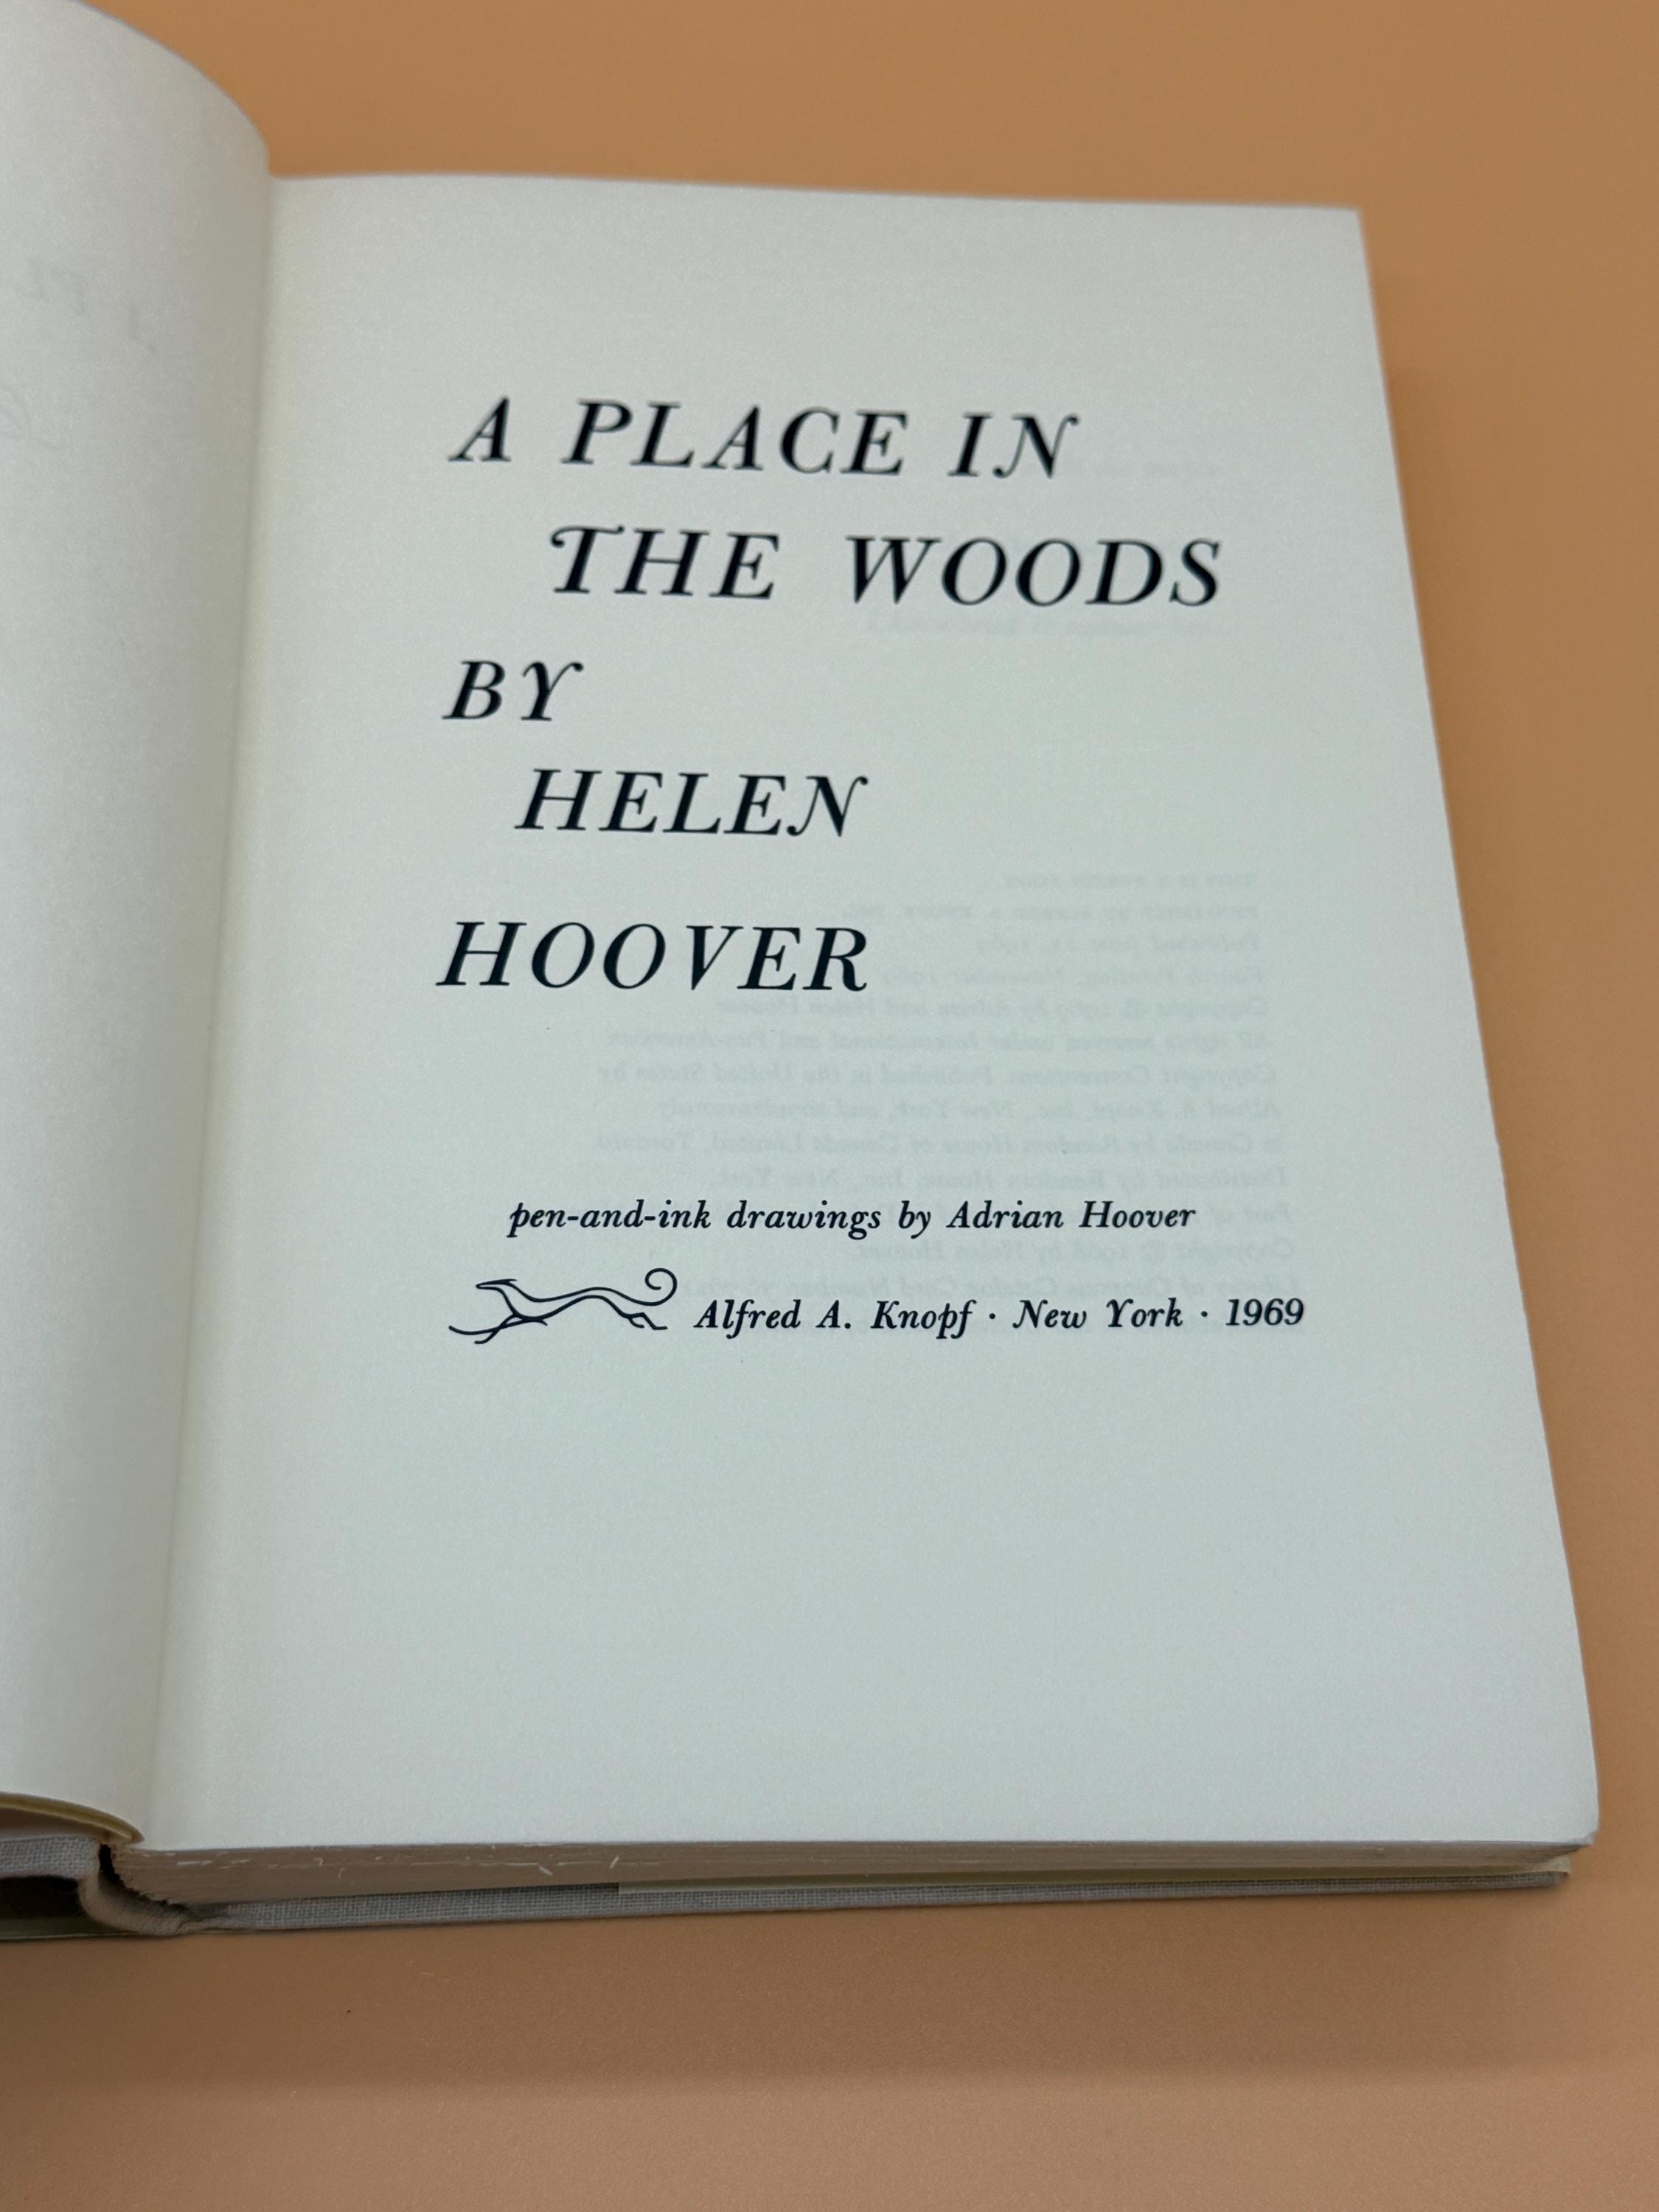 A PLACE IN
THE WOODS
BY
HELEN
HOOVER
pen-and-ink drawings by Adrian Hoover
Alfred A. Knopf · New York · 1969